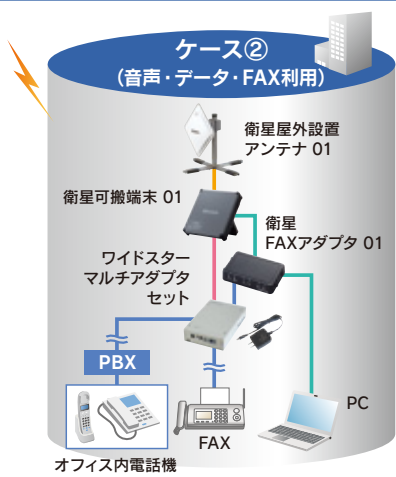 ケース②
（音声・データ・FAX利用）
衛星屋外設置
アンテナ 01
衛星可搬端末 01
衛星
FAXアダプタ 01
ワイドスター
マルチアダプタ
セット
PBX
PC
FAX
オフィス内電話機